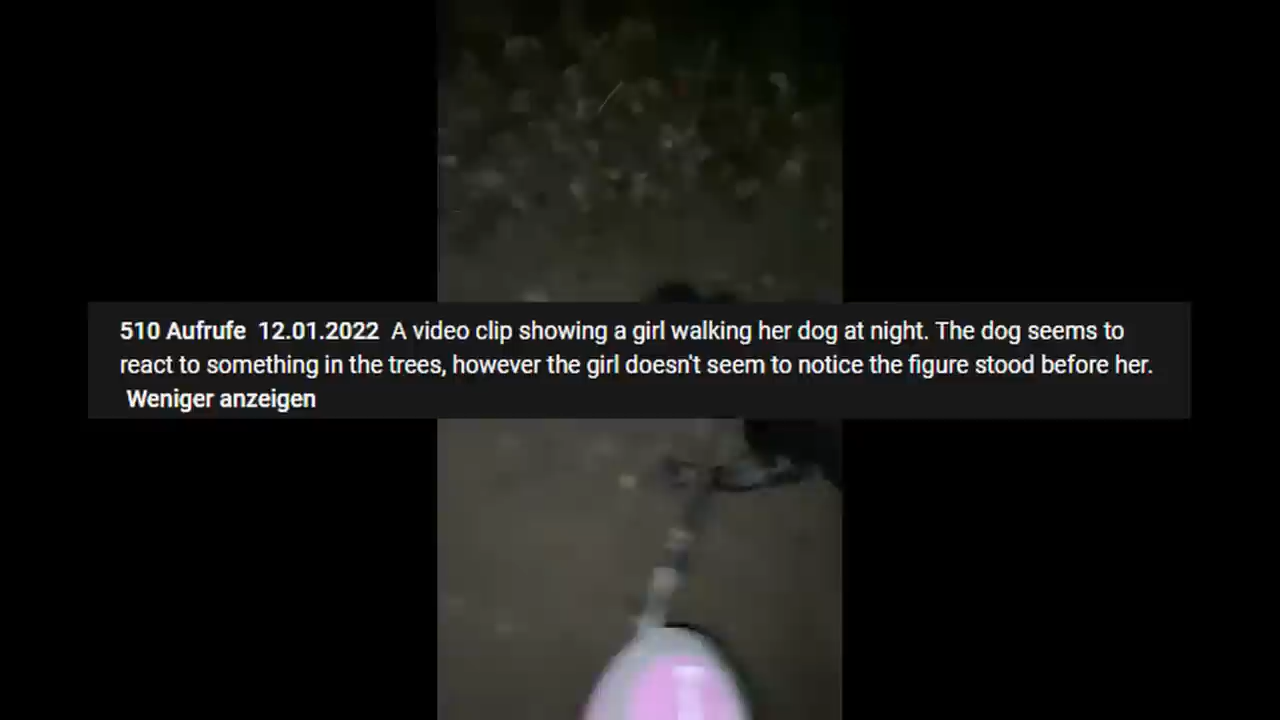 510 Aufrufe 12.01.2022 A video clip showing a girl walking her dog at night. The dog seems to
react to something in the trees, however the girl doesn't seem to notice the figure stood before her.
Weniger anzeigen